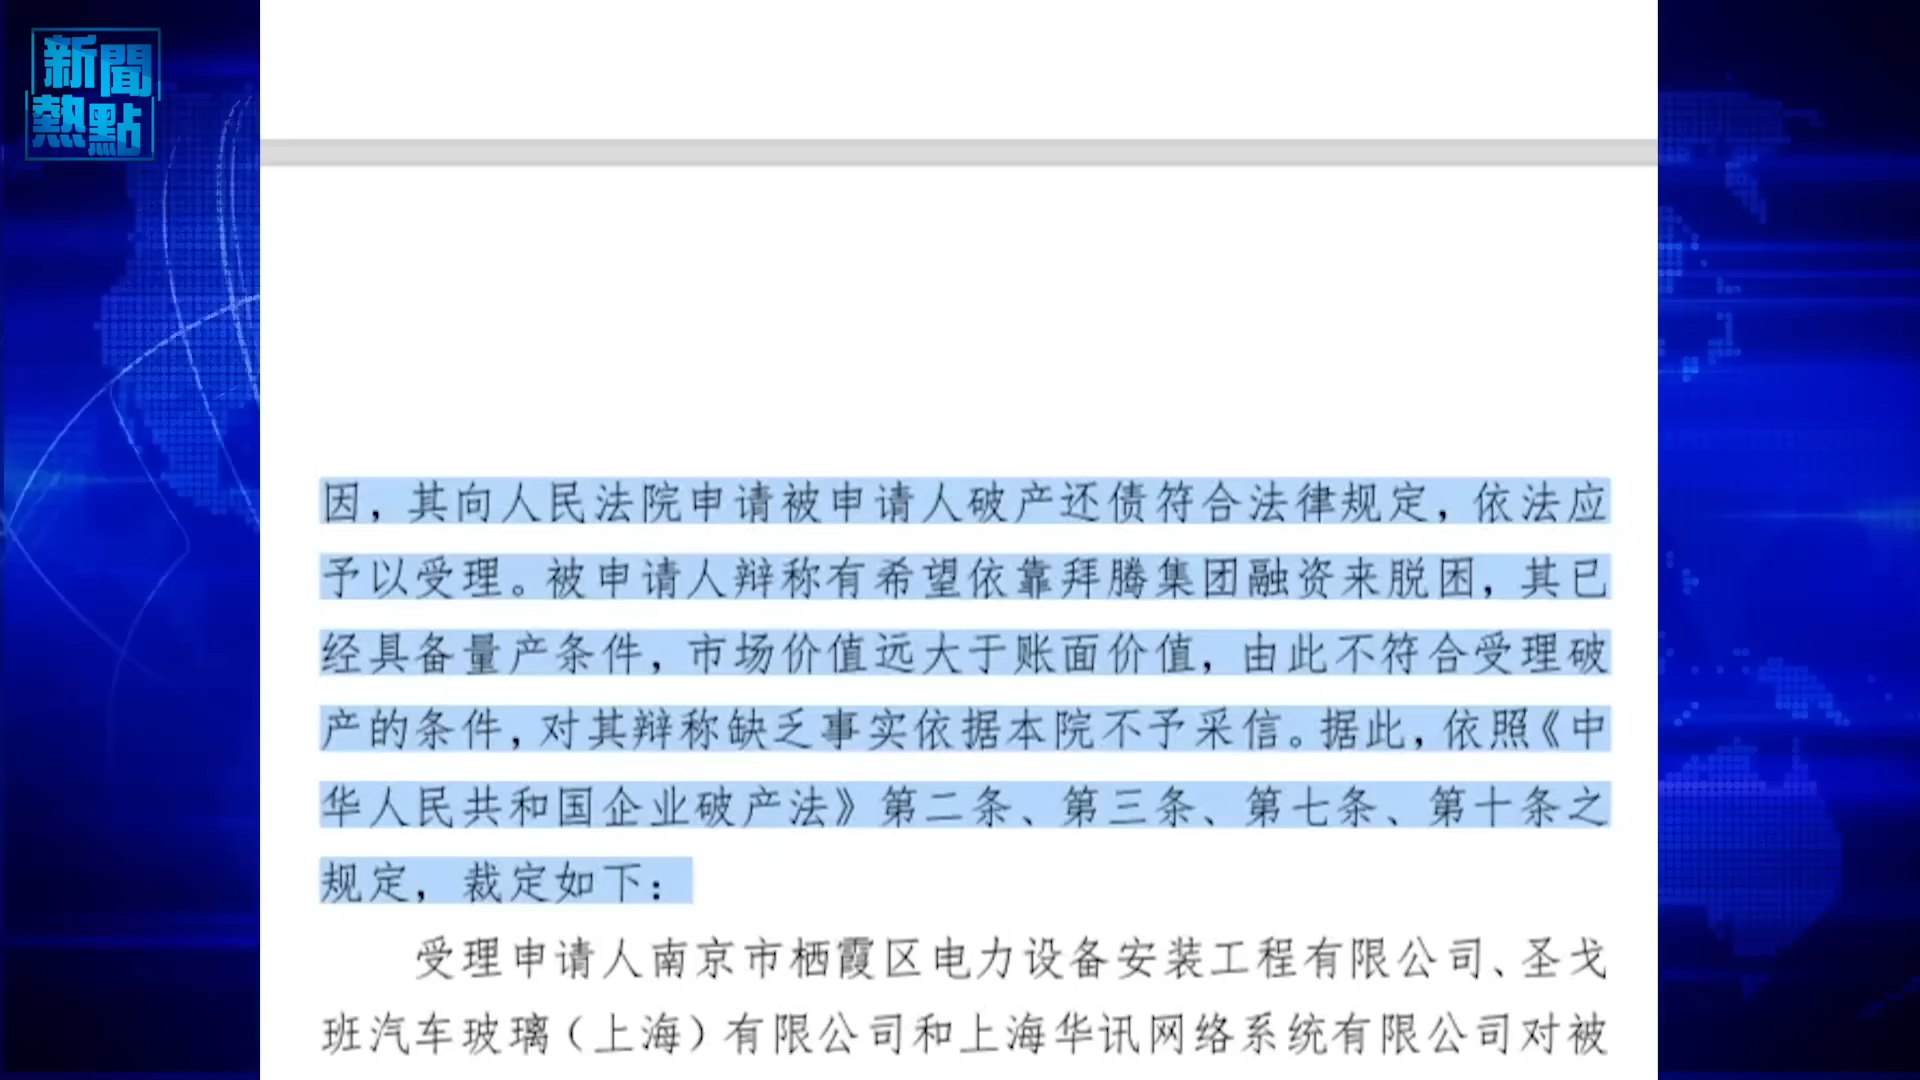 新聞
熱點
因，其向人民法院申请被申请人破产还债符合法律规定，依法应
予以受理。被申请人辩称有希望依靠拜腾集团融资来脱困，其已
经具备量产条件，市场价值远大于账面价值，由此不符合受理破
产的条件，对其辩称缺乏事实依据本院不予采信。据此，依照《中
华人民共和国企业破产法》第二条、第三条、第七条、第十条之
规定，裁定如下：
受理申请人南京市栖霞区电力设备安装工程有限公司、圣戈
班汽车玻璃（上海）有限公司和上海华讯网络系统有限公司对被